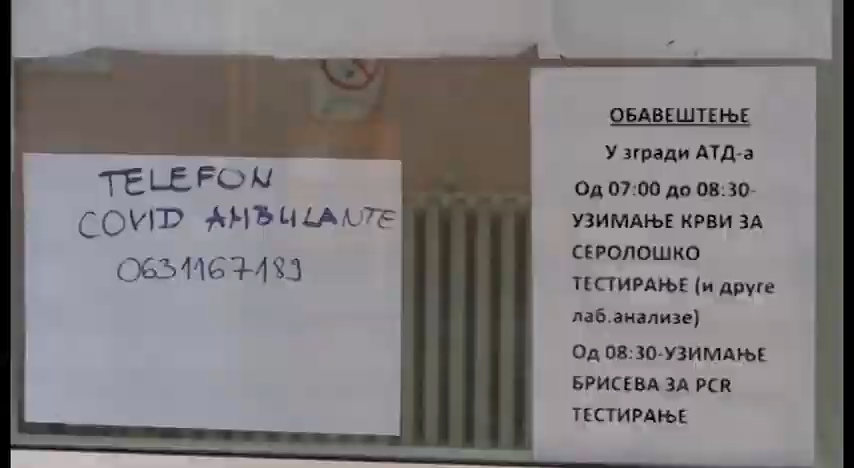 TELEFON
COVID AMBULANTE
0631167189
ОБАВЕШТЕЊЕ
У згради АТД-а
Од 07:00 до 08:30-
УЗИМАЊЕ КРВИ ЗА
СЕРОЛОШКО
ТЕСТИРАЊЕ (и друге
лаб.анализе)
Од 08:30-УЗИМАЊЕ
БРИСЕВА ЗА PCR
ТЕСТИРАЊЕ